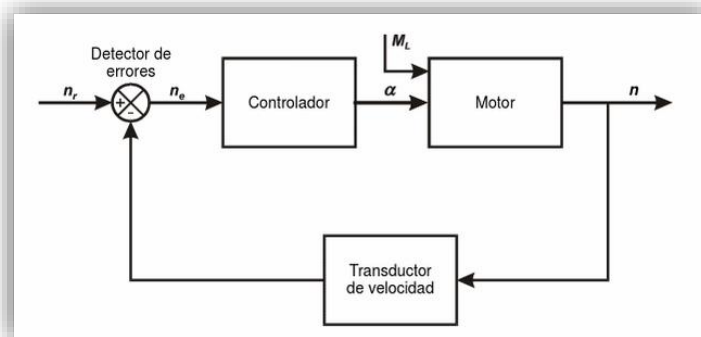 Detector de
errores
n_r
+
-
n_e
Controlador
α
M_L
Motor
n
Transductor
de velocidad